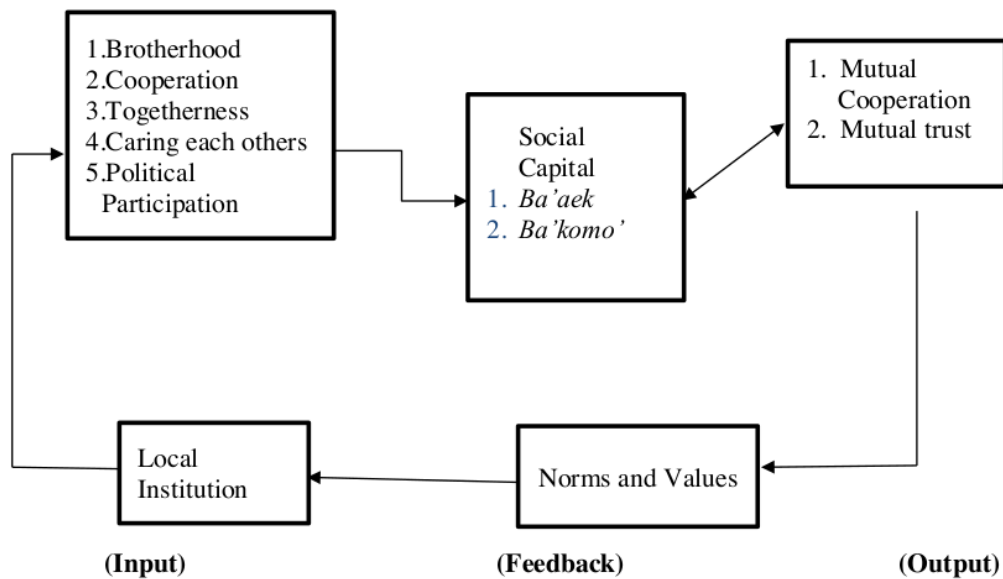 1.Brotherhood
2.Cooperation
3.Togetherness
4.Caring each others
5.Political
Participation
Social
Capital
1. Ba’aek
2. Ba’komo’
1. Mutual
Cooperation
2. Mutual trust
Local
Institution
Norms and Values
(Input)
(Feedback)
(Output)